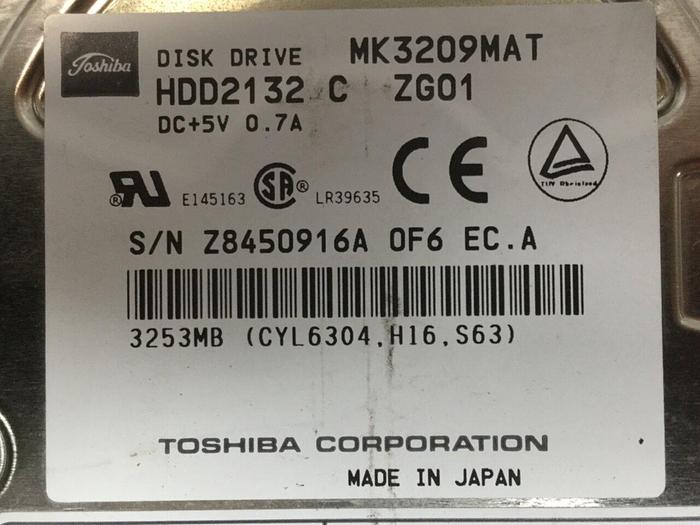 Toshiba
DISK DRIVE MK3209MAT
HDD2132 C ZG01
DC+5V 0.7A
E145163
LR39635
S/N Z8450916A 0F6 EC.A
3253MB (CYL6304,H16,S63)
TOSHIBA CORPORATION
MADE IN JAPAN